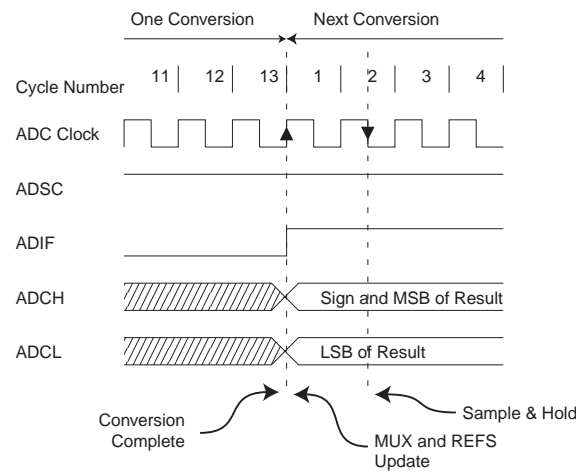 One Conversion Next Conversion
Cycle Number 11 12 13 1 2 3 4
ADC Clock
ADSC
ADIF
ADCH Sign and MSB of Result
ADCL LSB of Result
Conversion
Complete
MUX and REFS
Update
Sample & Hold